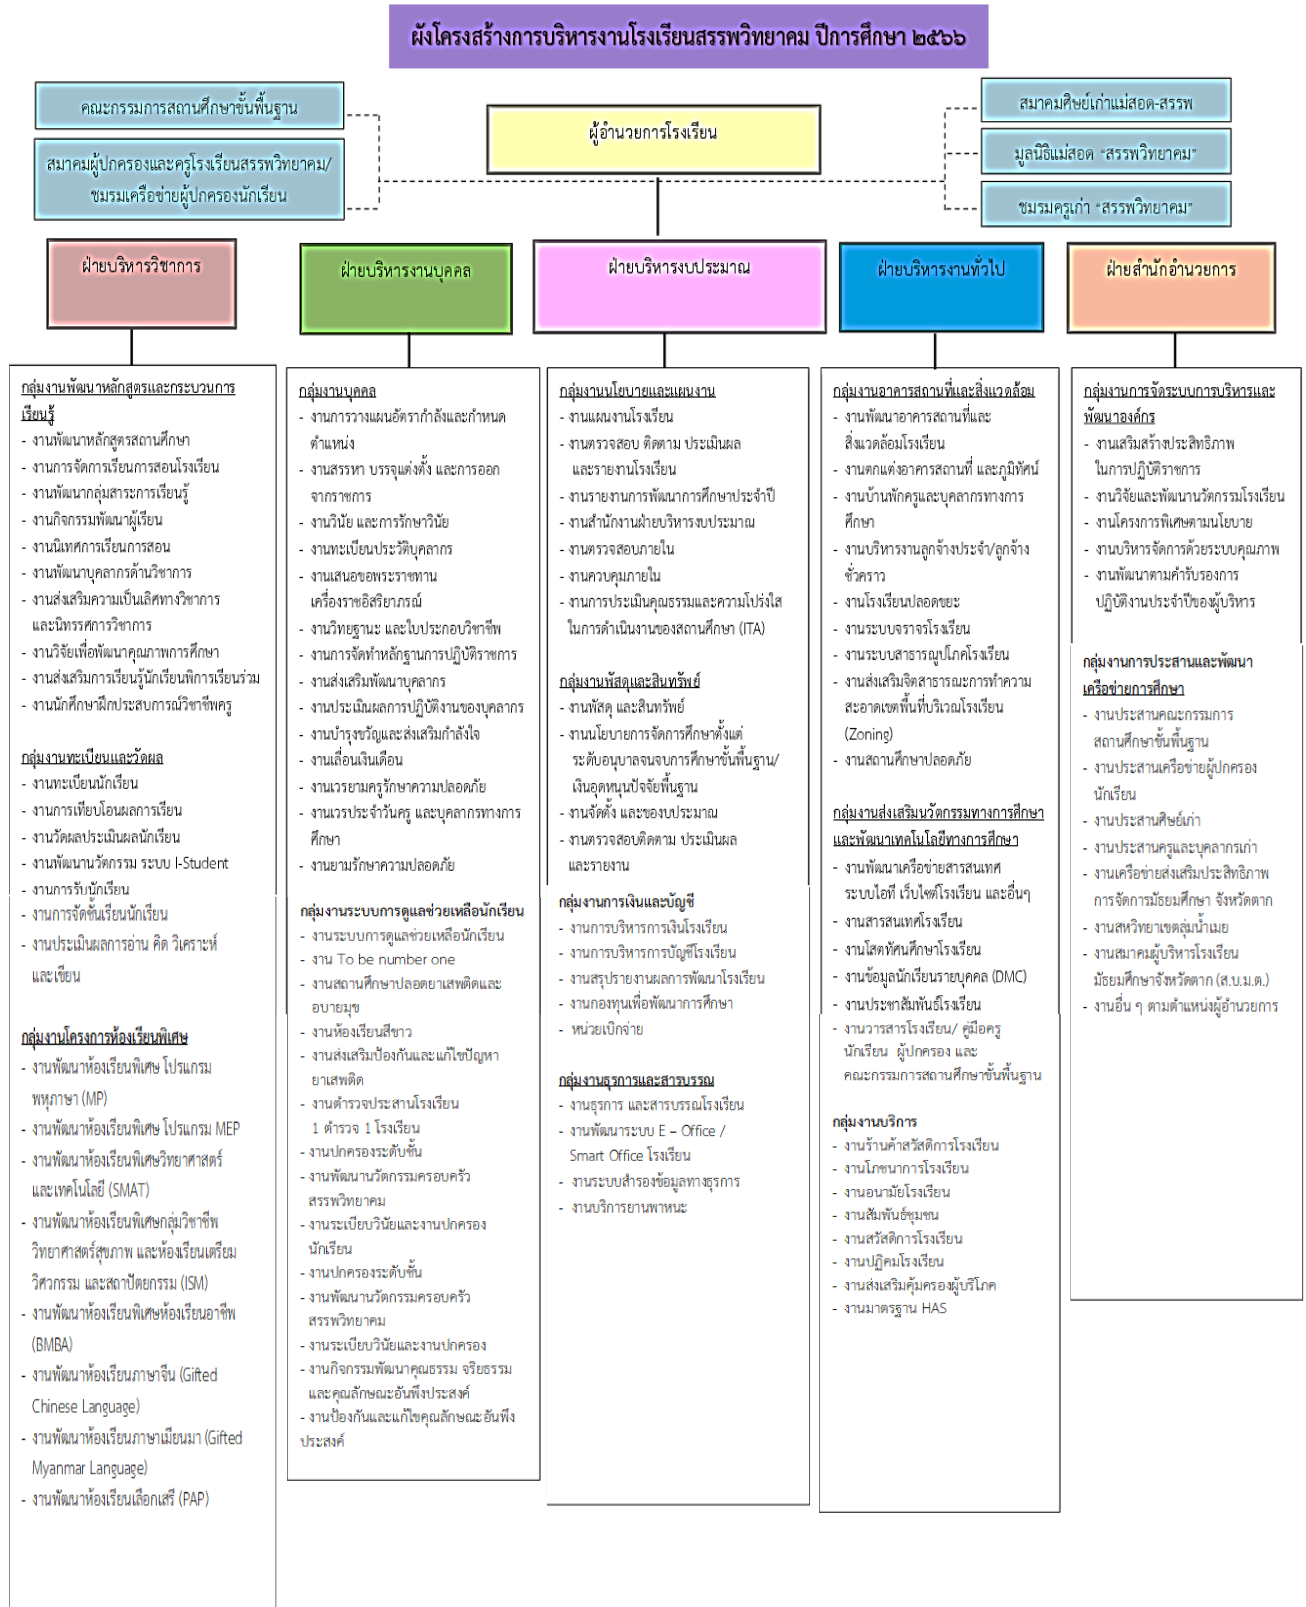 ผังโครงสร้างการบริหารงานโรงเรียนสรรพวิทยาคม ปีการศึกษา ๒๕๖๖
คณะกรรมการสถานศึกษาขั้นพื้นฐาน
สมาคมผู้ปกครองและครูโรงเรียนสรรพวิทยาคม/
ชมรมเครือข่ายผู้ปกครองนักเรียน
ผู้อำนวยการโรงเรียน
สมาคมศิษย์เก่าแม่สอด-สรรพ
มูลนิธิแม่สอด “สรรพวิทยาคม”
ชมรมครูเก่า “สรรพวิทยาคม”
ฝ่ายบริหารวิชาการ
กลุ่มงานพัฒนาหลักสูตรและกระบวนการ
เรียนรู้
- งานพัฒนาหลักสูตรสถานศึกษา
- งานการจัดการเรียนการสอนโรงเรียน
- งานพัฒนากลุ่มสาระการเรียนรู้
- งานกิจกรรมพัฒนาผู้เรียน
- งานนิเทศการเรียนการสอน
- งานพัฒนาบุคลากรด้านวิชาการ
- งานส่งเสริมความเป็นเลิศทางวิชาการ
และนิทรรศการวิชาการ
- งานวิจัยเพื่อพัฒนาคุณภาพการศึกษา
- งานส่งเสริมการเรียนรู้นักเรียนพิการเรียนร่วม
- งานนักศึกษาฝึกประสบการณ์วิชาชีพครู
กลุ่มงานทะเบียนและวัดผล
- งานทะเบียนนักเรียน
- งานการเทียบโอนผลการเรียน
- งานวัดผลประเมินผลนักเรียน
- งานพัฒนานวัตกรรม ระบบ I-Student
- งานการรับนักเรียน
- งานการจัดชั้นเรียนนักเรียน
- งานประเมินผลการอ่าน คิด วิเคราะห์
และเขียน
กลุ่มงานโครงการห้องเรียนพิเศษ
- งานพัฒนาห้องเรียนพิเศษ โปรแกรม
พหุภาษา (MP)
- งานพัฒนาห้องเรียนพิเศษ โปรแกรม MEP
- งานพัฒนาห้องเรียนพิเศษวิทยาศาสตร์
และเทคโนโลยี (SMAT)
- งานพัฒนาห้องเรียนพิเศษกลุ่มวิชาชีพ
วิทยาศาสตร์สุขภาพ และห้องเรียนเตรียม
วิศวกรรม และสถาปัตยกรรม (ISM)
- งานพัฒนาห้องเรียนพิเศษห้องเรียนอาชีพ
(BMBA)
- งานพัฒนาห้องเรียนภาษาจีน (Gifted
Chinese Language)
- งานพัฒนาห้องเรียนภาษาเมียนมา (Gifted
Myanmar Language)
- งานพัฒนาห้องเรียนเลือกเสรี (PAP)
ฝ่ายบริหารงานบุคคล
กลุ่มงานบุคคล
- งานการวางแผนอัตรากำลังและกำหนด
ตำแหน่ง
- งานสรรหา บรรจุแต่งตั้ง และการออก
จากราชการ
- งานวินัย และการรักษาวินัย
- งานทะเบียนประวัติบุคลากร
- งานเสนอขอพระราชทาน
เครื่องราชอิสริยาภรณ์
- งานวิทยฐานะ และใบประกอบวิชาชีพ
- งานการจัดทำหลักฐานการปฏิบัติราชการ
- งานส่งเสริมพัฒนาบุคลากร
- งานประเมินผลการปฏิบัติงานของบุคลากร
- งานบำรุงขวัญและส่งเสริมกำลังใจ
- งานเลื่อนเงินเดือน
- งานเวรยามครูรักษาความปลอดภัย
- งานเวรประจำวันครู และบุคลากรทางการ
ศึกษา
- งานยามรักษาความปลอดภัย
กลุ่มงานระบบการดูแลช่วยเหลือนักเรียน
- งานระบบการดูแลช่วยเหลือนักเรียน
- งาน To be number one
- งานสถานศึกษาปลอดยาเสพติดและ
อบายมุข
- งานห้องเรียนสีขาว
- งานส่งเสริมป้องกันและแก้ไขปัญหา
ยาเสพติด
- งานตำรวจประสานโรงเรียน
1 ตำรวจ 1 โรงเรียน
- งานปกครองระดับชั้น
- งานพัฒนานวัตกรรมครอบครัว
สรรพวิทยาคม
- งานระเบียบวินัยและงานปกครอง
นักเรียน
- งานปกครองระดับชั้น
- งานพัฒนานวัตกรรมครอบครัว
สรรพวิทยาคม
- งานระเบียบวินัยและงานปกครอง
- งานกิจกรรมพัฒนาคุณธรรม จริยธรรม
และคุณลักษณะอันพึงประสงค์
- งานป้องกันและแก้ไขคุณลักษณะอันพึง
ประสงค์
ฝ่ายบริหารงบประมาณ
กลุ่มงานนโยบายและแผนงาน
- งานแผนงานโรงเรียน
- งานตรวจสอบ ติดตาม ประเมินผล
และรายงานโรงเรียน
- งานรายงานการพัฒนาการศึกษาประจำปี
- งานสำนักงานฝ่ายบริหารงบประมาณ
- งานตรวจสอบภายใน
- งานควบคุมภายใน
- งานการประเมินคุณธรรมและความโปร่งใส
ในการดำเนินงานของสถานศึกษา (ITA)
กลุ่มงานพัสดุและสินทรัพย์
- งานพัสดุ และสินทรัพย์
- งานนโยบายการจัดการศึกษาตั้งแต่
ระดับอนุบาลจนจบการศึกษาขั้นพื้นฐาน/
เงินอุดหนุนปัจจัยพื้นฐาน
- งานจัดตั้ง และของบประมาณ
- งานตรวจสอบติดตาม ประเมินผล
และรายงาน
กลุ่มงานการเงินและบัญชี
- งานการบริหารการเงินโรงเรียน
- งานการบริหารการบัญชีโรงเรียน
- งานสรุปรายงานผลการพัฒนาโรงเรียน
- งานกองทุนเพื่อพัฒนาการศึกษา
- หน่วยเบิกจ่าย
กลุ่มงานธุรการและสารบรรณ
- งานธุรการ และสารบรรณโรงเรียน
- งานพัฒนาระบบ E – Office /
Smart Office โรงเรียน
- งานระบบสำรองข้อมูลทางธุรการ
- งานบริการยานพาหนะ
ฝ่ายบริหารงานทั่วไป
กลุ่มงานอาคารสถานที่และสิ่งแวดล้อม
- งานพัฒนาอาคารสถานที่และ
สิ่งแวดล้อมโรงเรียน
- งานตกแต่งอาคารสถานที่ และภูมิทัศน์
- งานบ้านพักครูและบุคลากรทางการ
ศึกษา
- งานบริหารงานลูกจ้างประจำ/ลูกจ้าง
ชั่วคราว
- งานโรงเรียนปลอดขยะ
- งานระบบจราจรโรงเรียน
- งานระบบสาธารณูปโภคโรงเรียน
- งานส่งเสริมจิตสาธารณะการทำความ
สะอาดเขตพื้นที่บริเวณโรงเรียน
(Zoning)
- งานสถานศึกษาปลอดภัย
กลุ่มงานส่งเสริมนวัตกรรมทางการศึกษา
และพัฒนาเทคโนโลยีทางการศึกษา
- งานพัฒนาเครือข่ายสารสนเทศ
ระบบไอที เว็บไซต์โรงเรียน และอื่นๆ
- งานสารสนเทศโรงเรียน
- งานโสตทัศนศึกษาโรงเรียน
- งานข้อมูลนักเรียนรายบุคคล (DMC)
- งานประชาสัมพันธ์โรงเรียน
- งานวารสารโรงเรียน/ คู่มือครู
นักเรียน ผู้ปกครอง และ
คณะกรรมการสถานศึกษาขั้นพื้นฐาน
กลุ่มงานบริการ
- งานร้านค้าสวัสดิการโรงเรียน
- งานโภชนาการโรงเรียน
- งานอนามัยโรงเรียน
- งานสัมพันธ์ชุมชน
- งานสวัสดิการโรงเรียน
- งานปฏิคมโรงเรียน
- งานส่งเสริมคุ้มครองผู้บริโภค
- งานมาตรฐาน HAS
ฝ่ายสำนักอำนวยการ
กลุ่มงานการจัดระบบการบริหารและ
พัฒนาองค์กร
- งานเสริมสร้างประสิทธิภาพ
ในการปฏิบัติราชการ
- งานวิจัยและพัฒนานวัตกรรมโรงเรียน
- งานโครงการพิเศษตามนโยบาย
- งานบริหารจัดการด้วยระบบคุณภาพ
- งานพัฒนาตามคำรับรองการ
ปฏิบัติงานประจำปีของผู้บริหาร
กลุ่มงานการประสานและพัฒนา
เครือข่ายการศึกษา
- งานประสานคณะกรรมการ
สถานศึกษาขั้นพื้นฐาน
- งานประสานเครือข่ายผู้ปกครอง
นักเรียน
- งานประสานศิษย์เก่า
- งานประสานครูและบุคลากรเก่า
- งานเครือข่ายส่งเสริมประสิทธิภาพ
การจัดการมัธยมศึกษา จังหวัดตาก
- งานสหวิทยาเขตลุ่มน้ำเมย
- งานสมาคมผู้บริหารโรงเรียน
มัธยมศึกษาจังหวัดตาก (ส.บ.ม.ต.)
- งานอื่น ๆ ตามตำแหน่งผู้อำนวยการ